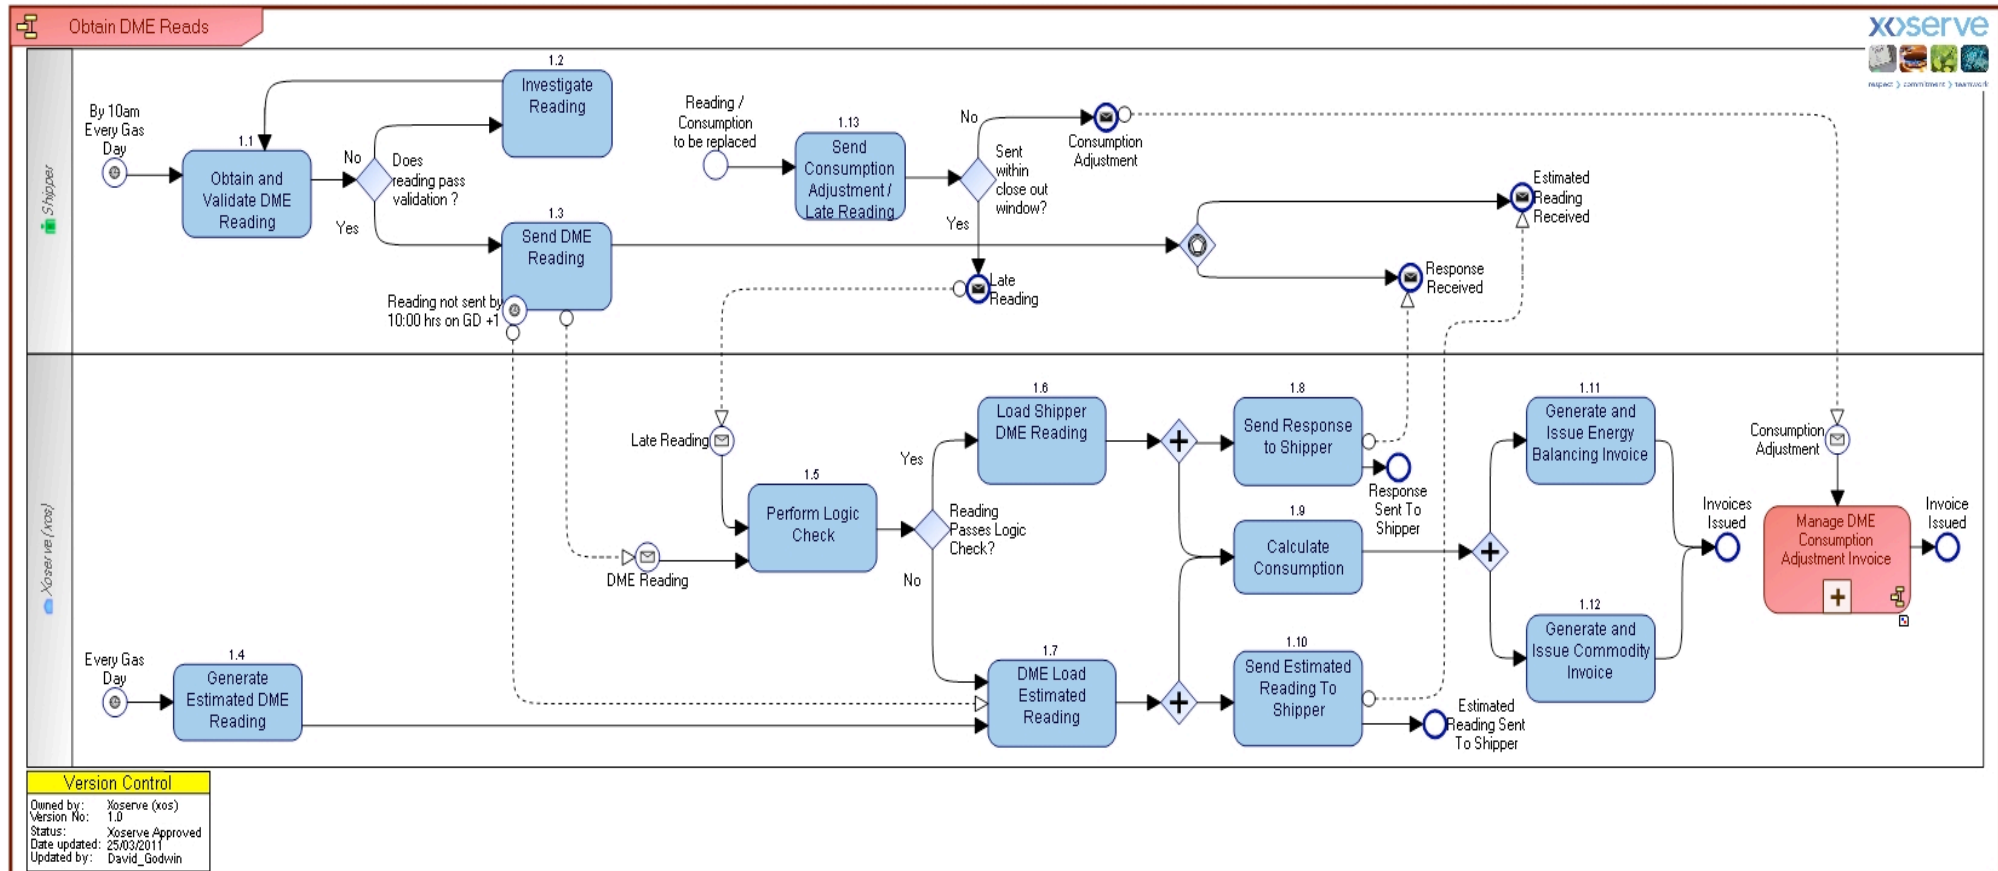 Obtain DME Reads
xoserve
respect > commitment > teamwork
Shipper
By 10am
Every Gas
Day
1.1
Obtain and
Validate DME
Reading
No
Does
reading pass
validation ?
Yes
1.2
Investigate
Reading
1.3
Send DME
Reading
Reading not sent by
10:00 hrs on GD +1
Reading /
Consumption
to be replaced
1.13
Send
Consumption
Adjustment /
Late Reading
No
Sent
within
close out
window?
Yes
Consumption
Adjustment
Late
Reading
Estimated
Reading
Received
Response
Received
Xoserve (xos)
Every Gas
Day
1.4
Generate
Estimated DME
Reading
Late Reading
DME Reading
1.5
Perform Logic
Check
Yes
Reading
Passes Logic
Check?
No
1.6
Load Shipper
DME Reading
1.7
DME Load
Estimated
Reading
1.8
Send Response
to Shipper
Response
Sent To
Shipper
1.9
Calculate
Consumption
1.10
Send Estimated
Reading To
Shipper
Estimated
Reading Sent
To Shipper
1.11
Generate and
Issue Energy
Balancing Invoice
1.12
Generate and
Issue Commodity
Invoice
Invoices
Issued
Consumption
Adjustment
Manage DME
Consumption
Adjustment Invoice
Invoice
Issued
Version Control
Owned by: Xoserve (xos)
Version No: 1.0
Status: Xoserve Approved
Date updated: 25/03/2011
Updated by: David_Godwin